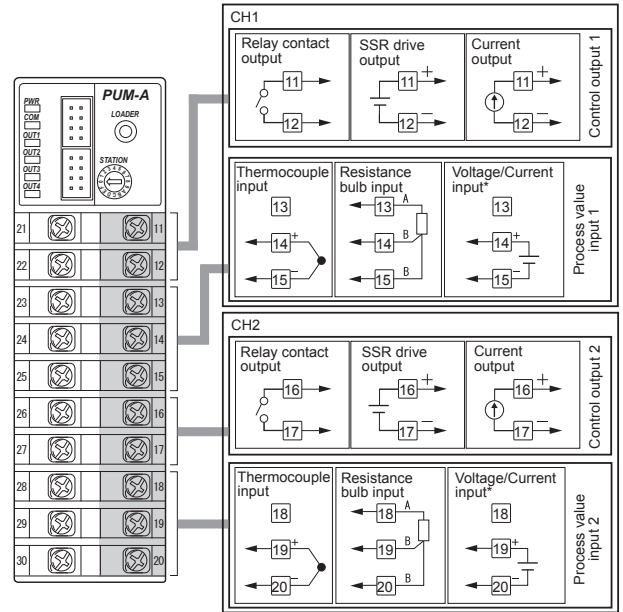 PUM-A
PWR
COM
OUT1
OUT2
OUT3
OUT4
LOADER
STATION
21 11
22 12
23 13
24 14
25 15
26 16
27 17
28 18
29 19
30 20
CH1
Relay contact output
11
12
SSR drive output
11 +
12 −
Current output
11 +
12 −
Control output 1
Thermocouple input
13
14 +
15 −
Resistance bulb input
13 A
14 B
15 B
Voltage/Current input*
13
14 +
15 −
Process value input 1
CH2
Relay contact output
16
17
SSR drive output
16 +
17 −
Current output
16 +
17 −
Control output 2
Thermocouple input
18
19 +
20 −
Resistance bulb input
18 A
19 B
20 B
Voltage/Current input*
18
19 +
20 −
Process value input 2